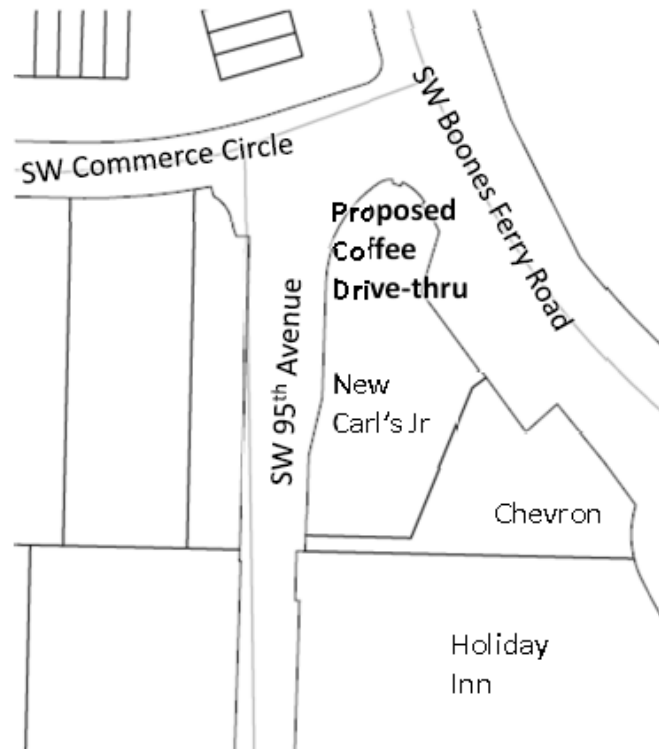 SW Commerce Circle
SW Boones Ferry Road
Proposed
Coffee
Drive-thru
SW 95th Avenue
New
Carl's Jr
Chevron
Holiday
Inn